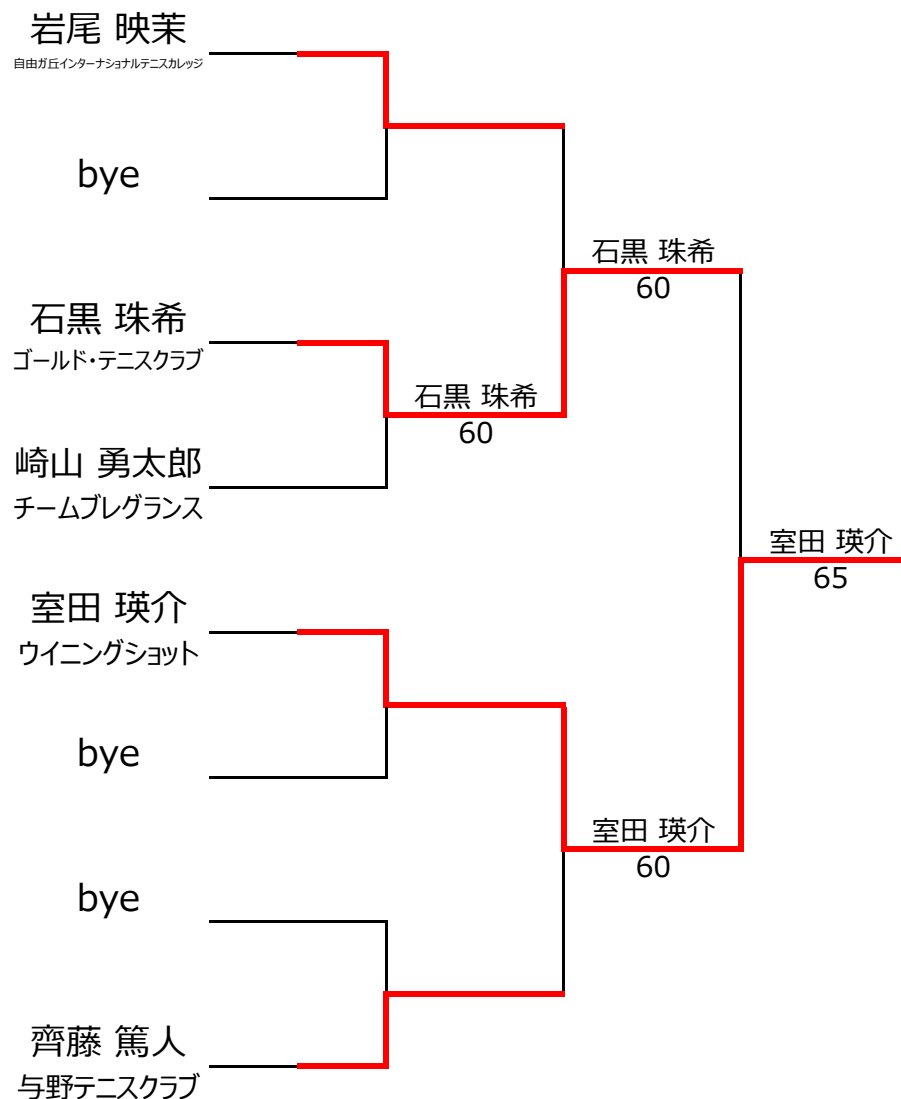 岩尾 映茉
自由ガ丘インターナショナルテニスカレッジ
bye
石黒 珠希
60
石黒 珠希
ゴールド・テニスクラブ
石黒 珠希
60
崎山 勇太郎
チームブレグランス
室田 瑛介
65
室田 瑛介
ウイニングショット
bye
室田 瑛介
60
bye
齊藤 篤人
与野テニスクラブ